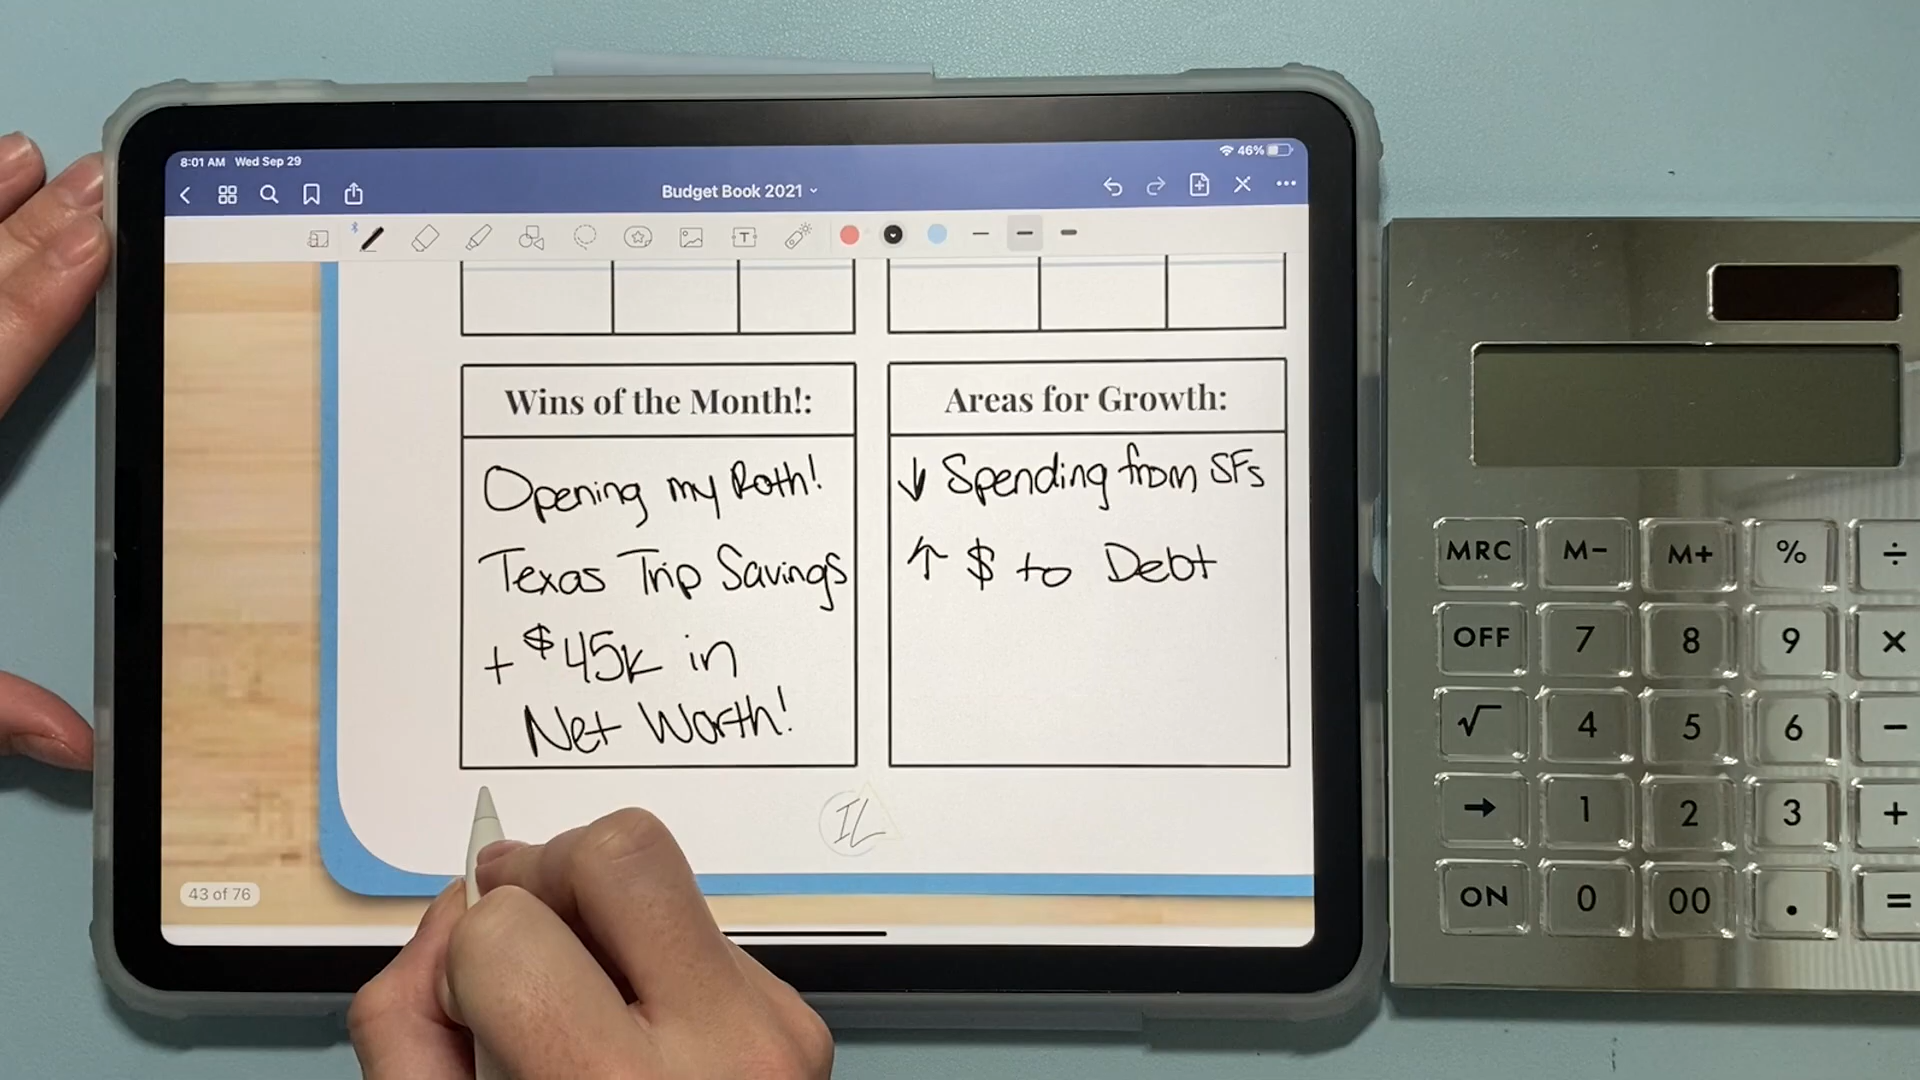 8:01 AM Wed Sep 29
46%
Budget Book 2021
Wins of the Month!:
Opening my Roth!
Texas Trip Savings
+ $45k in
Net Worth!
Areas for Growth:
↓ Spending from SFs
↑ $ to Debt
IL
43 of 76
MRC M− M+ % ÷
OFF 7 8 9 ×
√ 4 5 6 −
→ 1 2 3 +
ON 0 00 . =